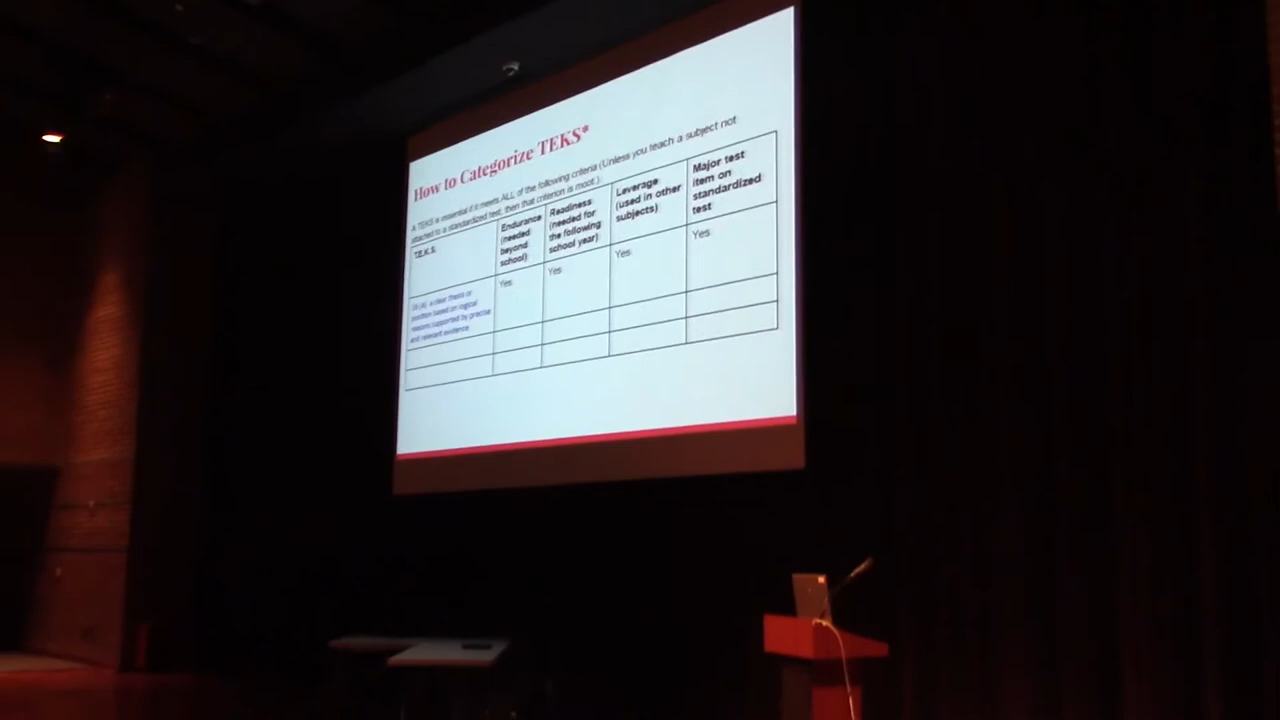 How to Categorize TEKS*
A TEKS is essential if it meets ALL of the following criteria (Unless you teach a subject not
attached to a standardized test, then that criterion is moot.)
T.E.K.S.
Endurance
(needed
beyond
school)
Readiness
(needed for
the following
school year)
Leverage
(used in other
subjects)
Major test
item on
standardized
test
a clear thesis or
position based on logical
reasons supported by precise
and relevant evidence
Yes
Yes
Yes
Yes